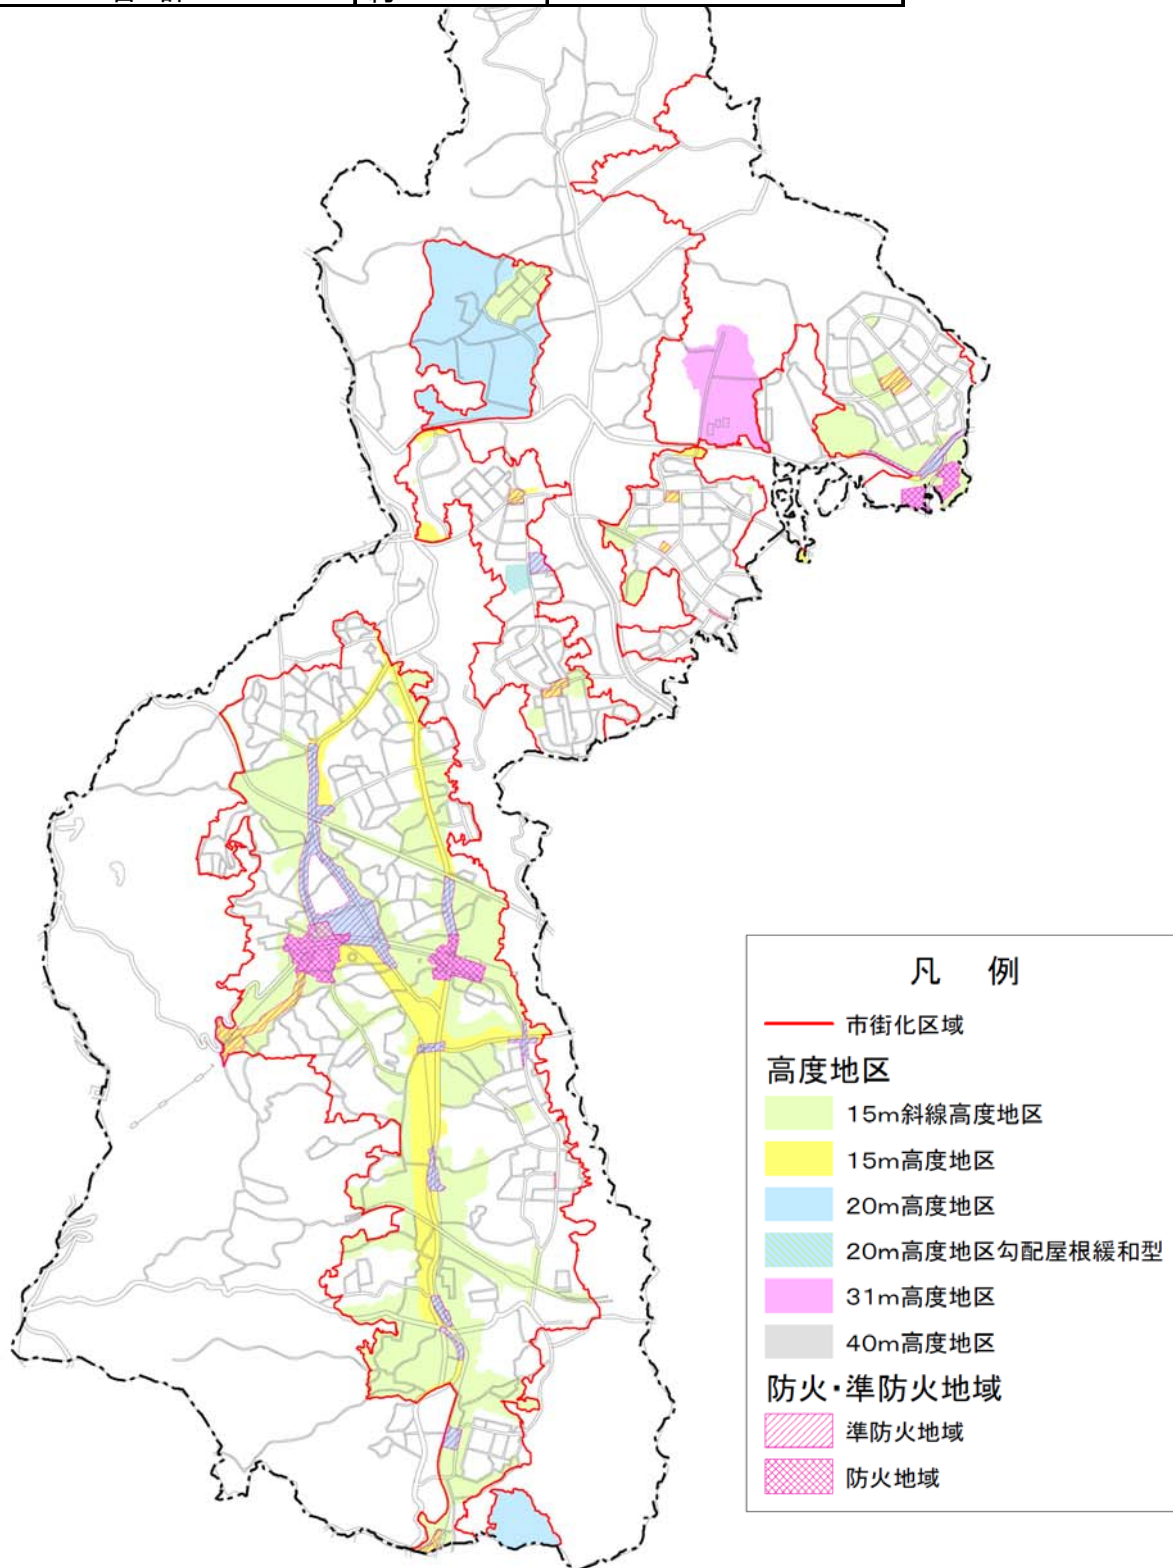 凡 例
市街化区域
高度地区
15m斜線高度地区
15m高度地区
20m高度地区
20m高度地区勾配屋根緩和型
31m高度地区
40m高度地区
防火・準防火地域
準防火地域
防火地域